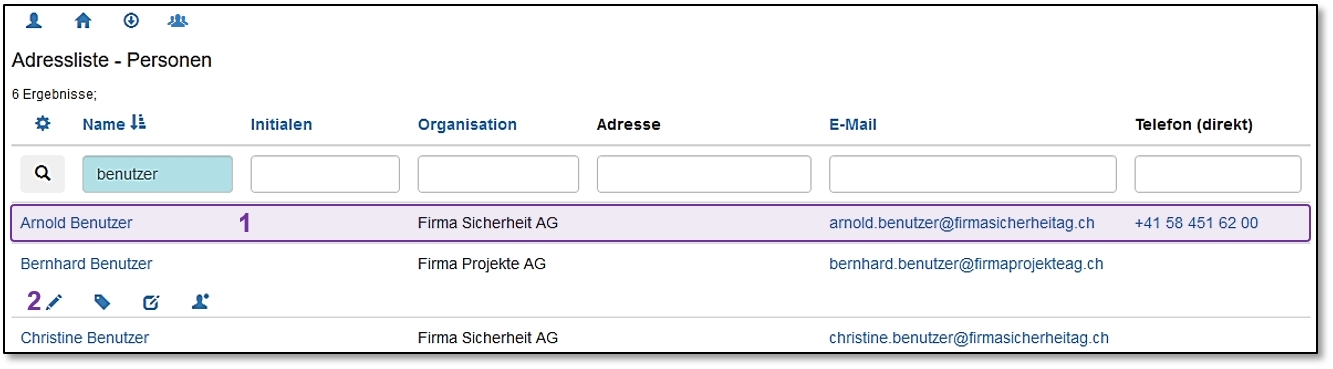 Adressliste - Personen
6 Ergebnisse;
Name Initialen Organisation Adresse E-Mail Telefon (direkt)
benutzer
Arnold Benutzer 1 Firma Sicherheit AG arnold.benutzer@firmasicherheitag.ch +41 58 451 62 00
Bernhard Benutzer Firma Projekte AG bernhard.benutzer@firmaprojekteag.ch
2
Christine Benutzer Firma Sicherheit AG christine.benutzer@firmasicherheitag.ch